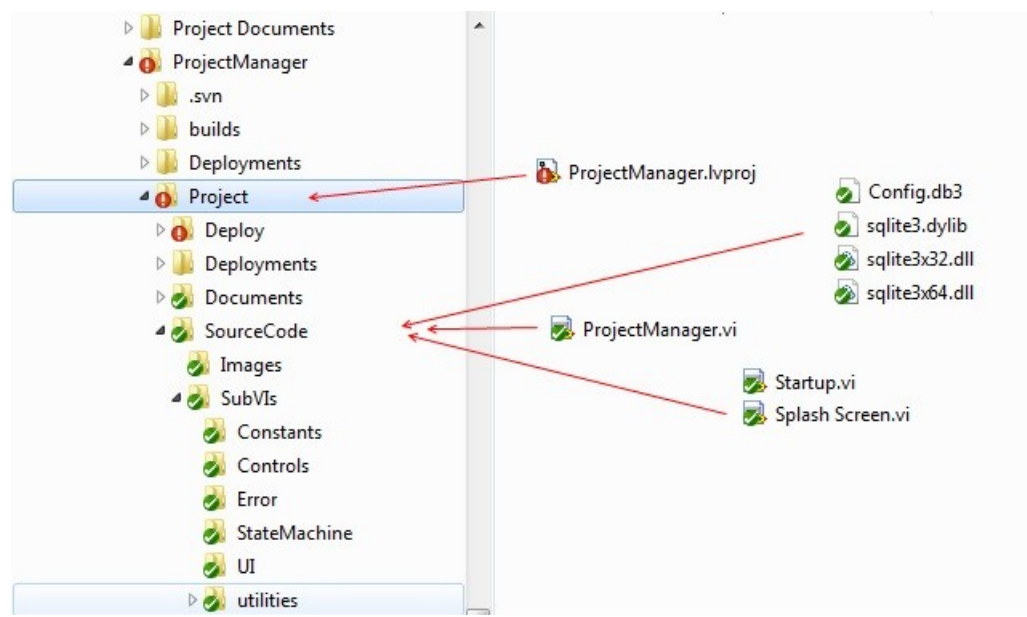 Project Documents
ProjectManager
.svn
builds
Deployments
Project
Deploy
Deployments
Documents
SourceCode
Images
SubVIs
Constants
Controls
Error
StateMachine
UI
utilities
ProjectManager.lvproj
Config.db3
sqlite3.dylib
sqlite3x32.dll
sqlite3x64.dll
ProjectManager.vi
Startup.vi
Splash Screen.vi